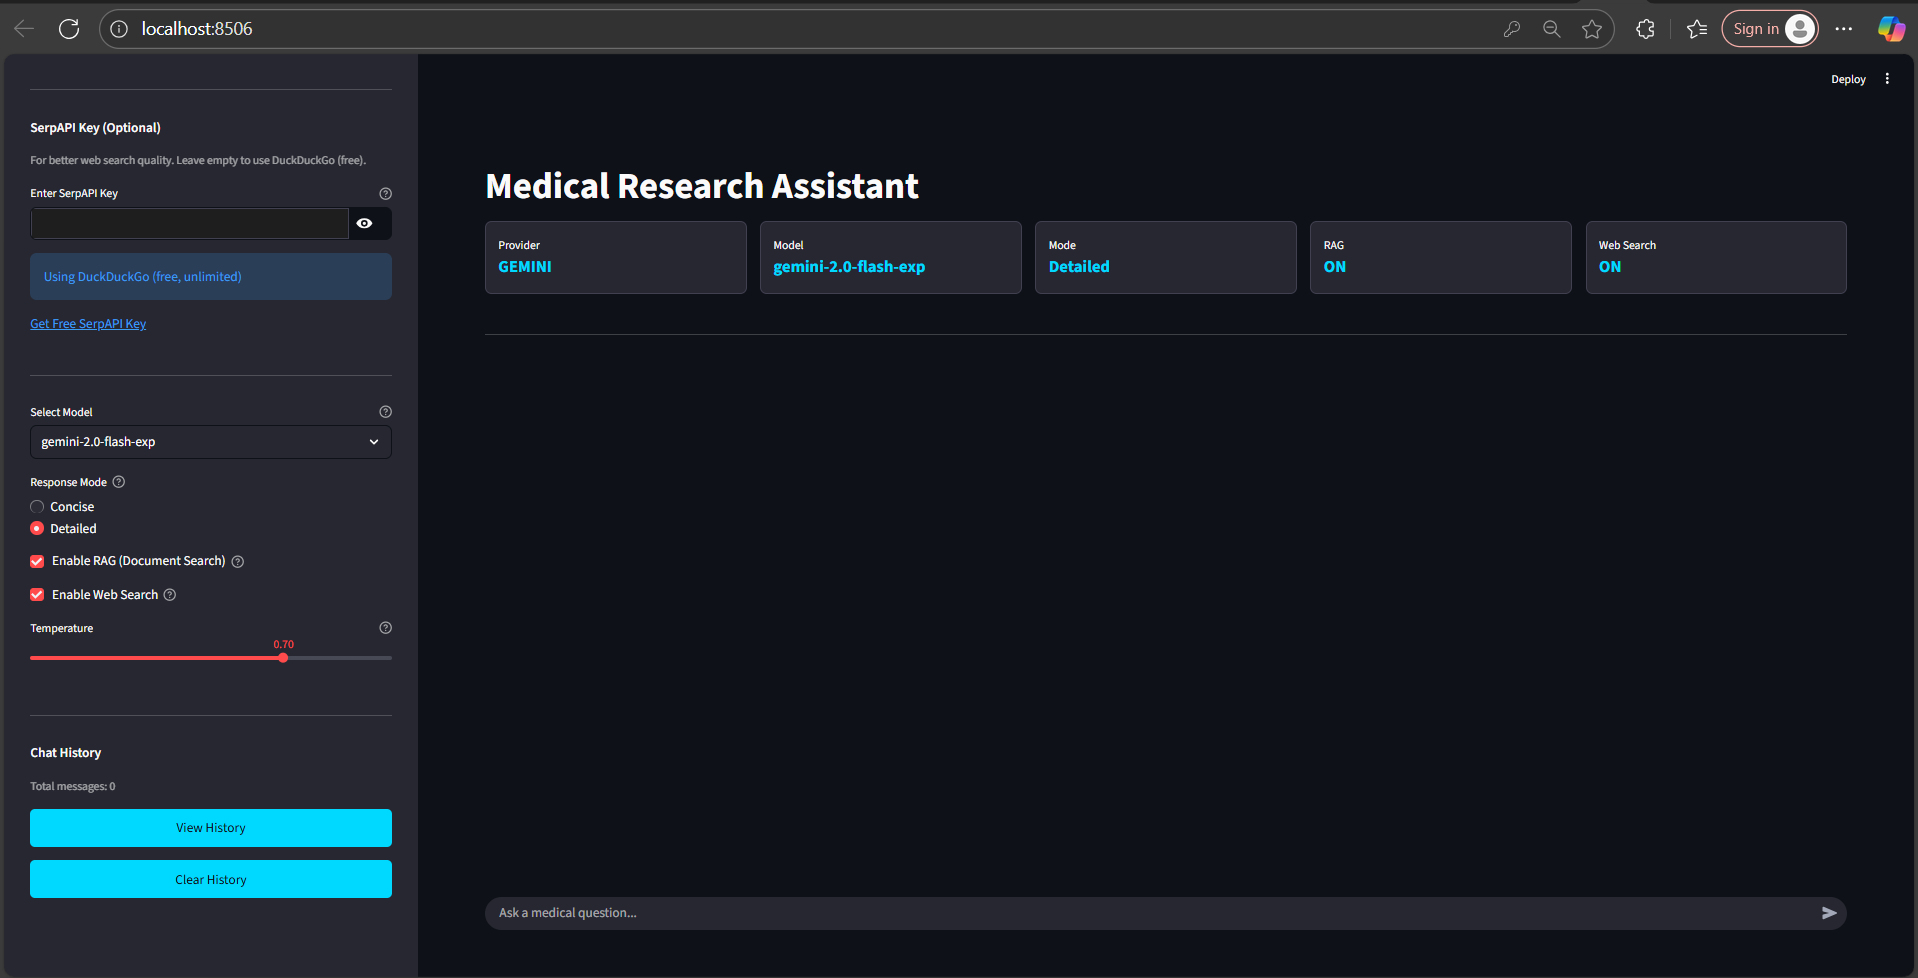 localhost:8506
Sign in
Deploy
SerpAPI Key (Optional)
For better web search quality. Leave empty to use DuckDuckGo (free).
Enter SerpAPI Key
Using DuckDuckGo (free, unlimited)
Get Free SerpAPI Key
Select Model
gemini-2.0-flash-exp
Response Mode
Concise
Detailed
Enable RAG (Document Search)
Enable Web Search
Temperature
0.70
Chat History
Total messages: 0
View History
Clear History
Medical Research Assistant
Provider
GEMINI
Model
gemini-2.0-flash-exp
Mode
Detailed
RAG
ON
Web Search
ON
Ask a medical question...